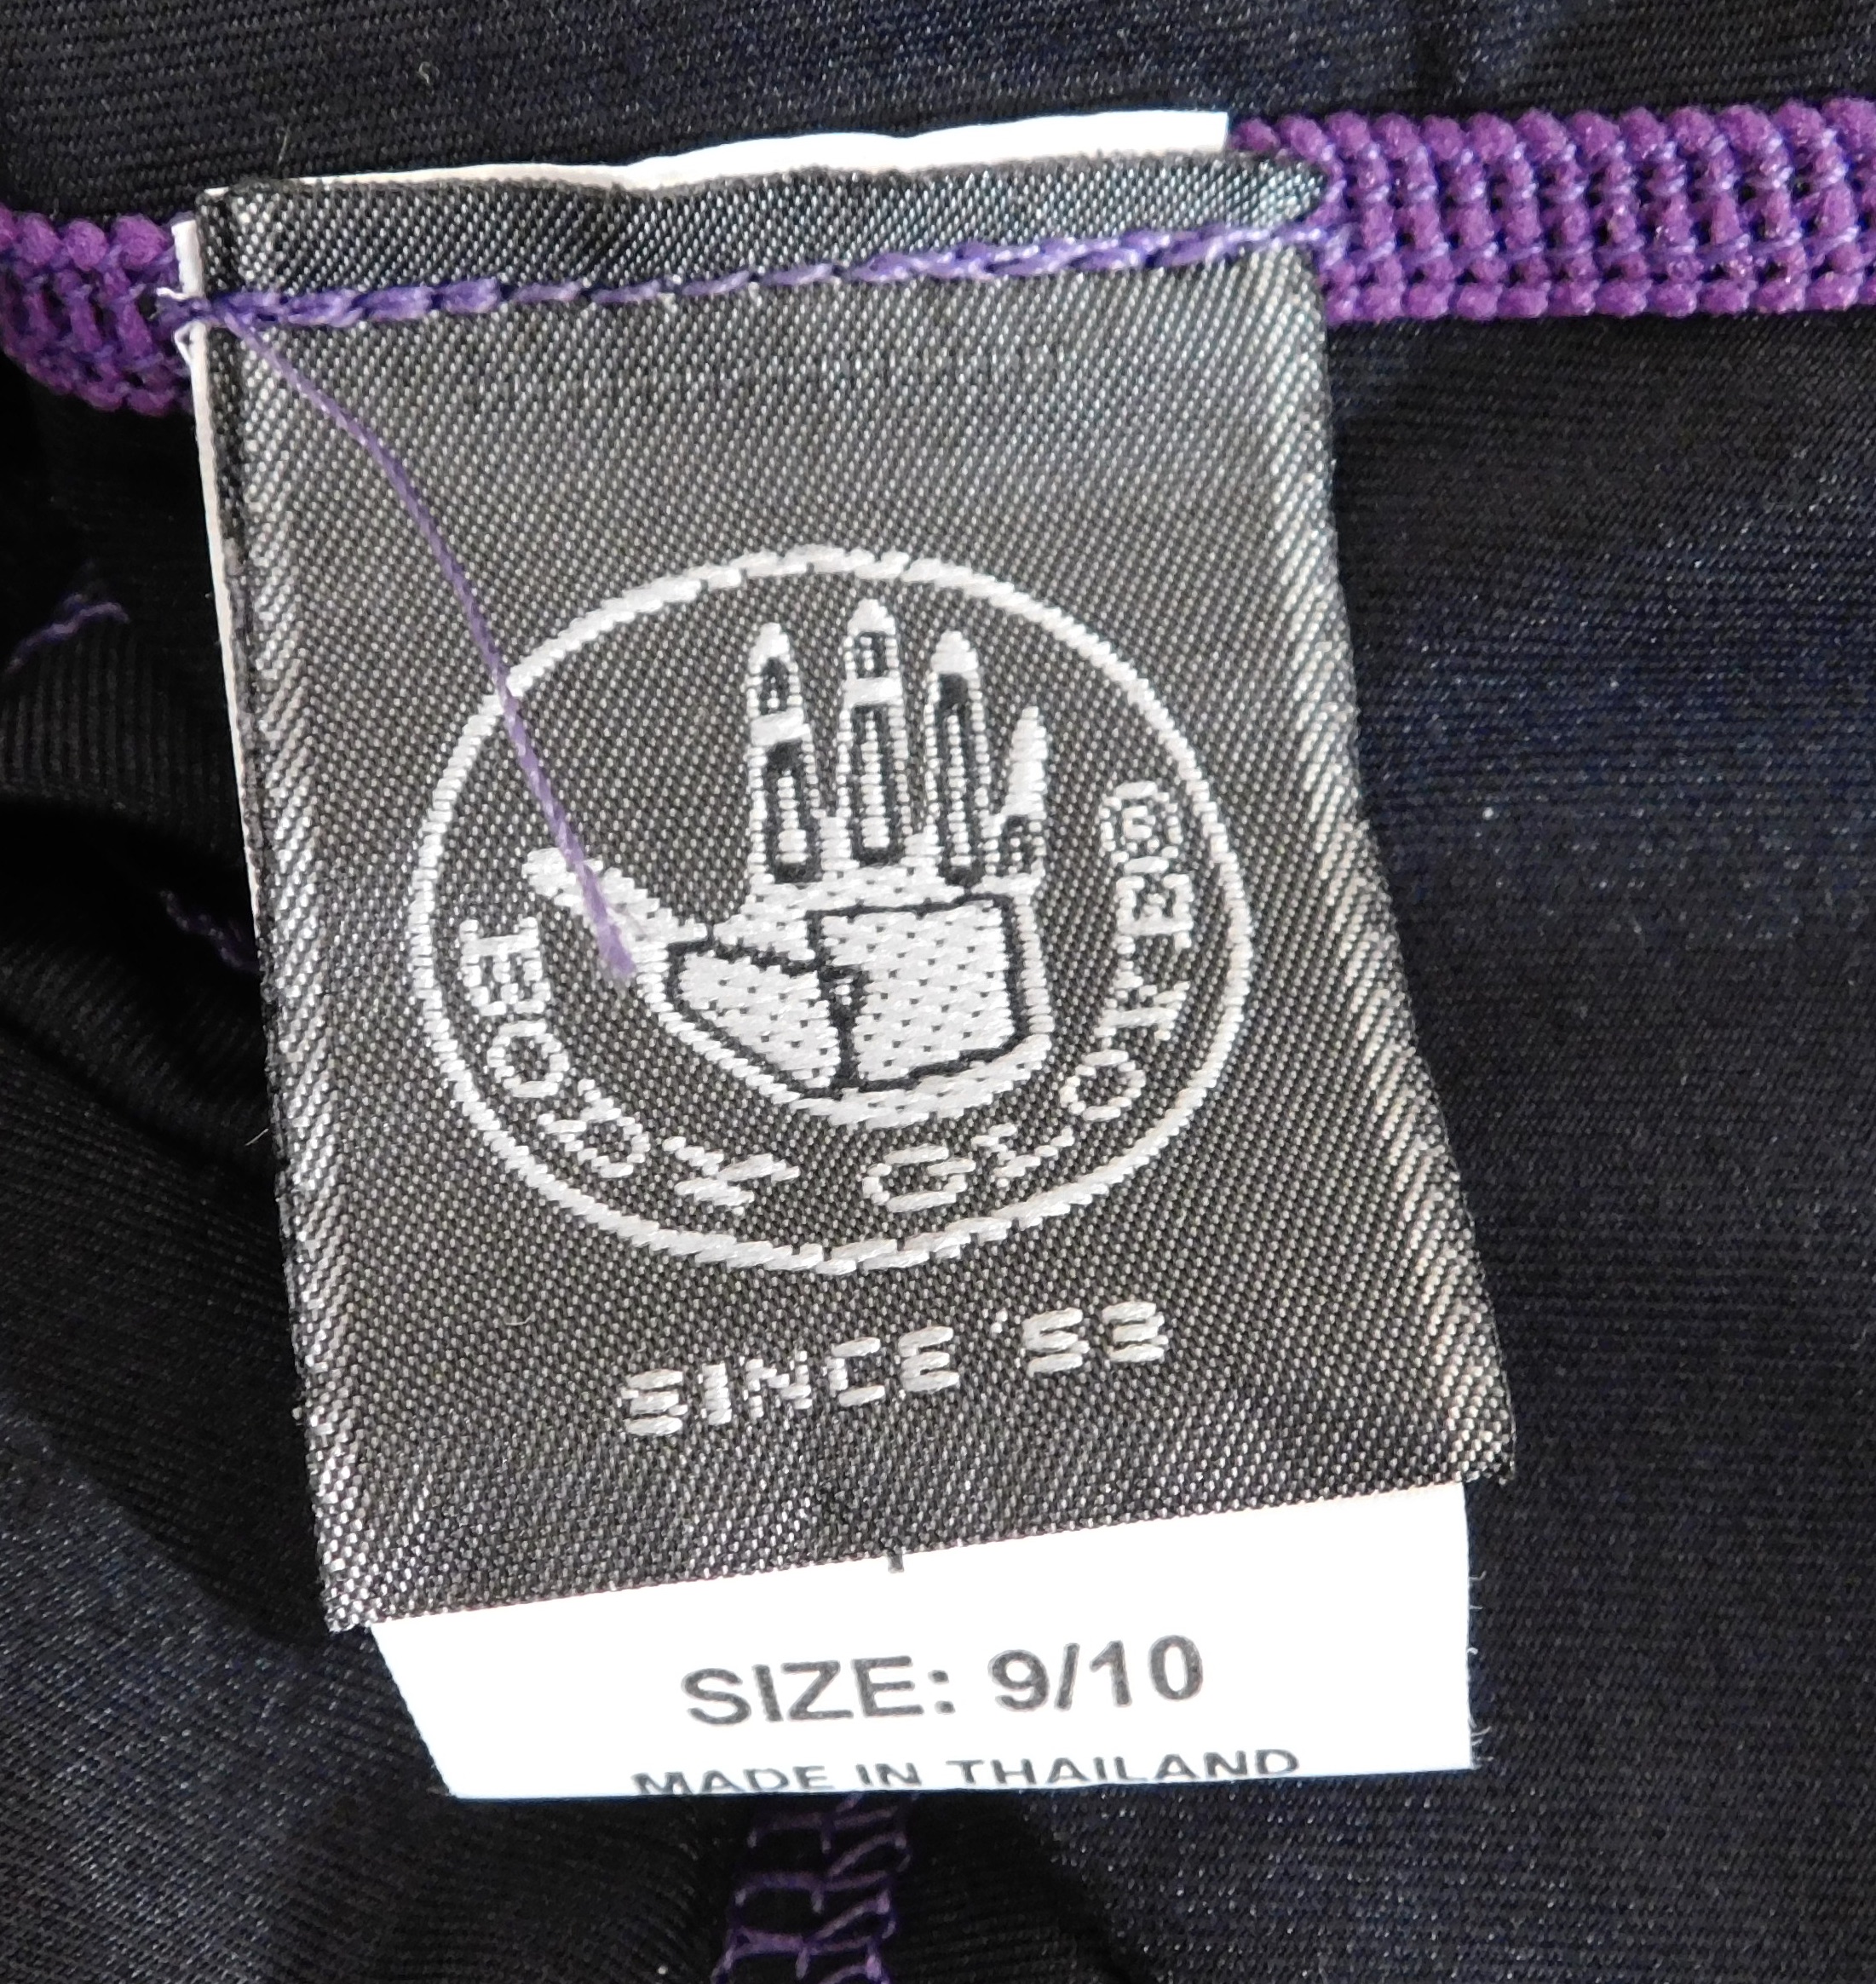 BODY GLOVE®
SINCE '53
SIZE: 9/10
MADE IN THAILAND